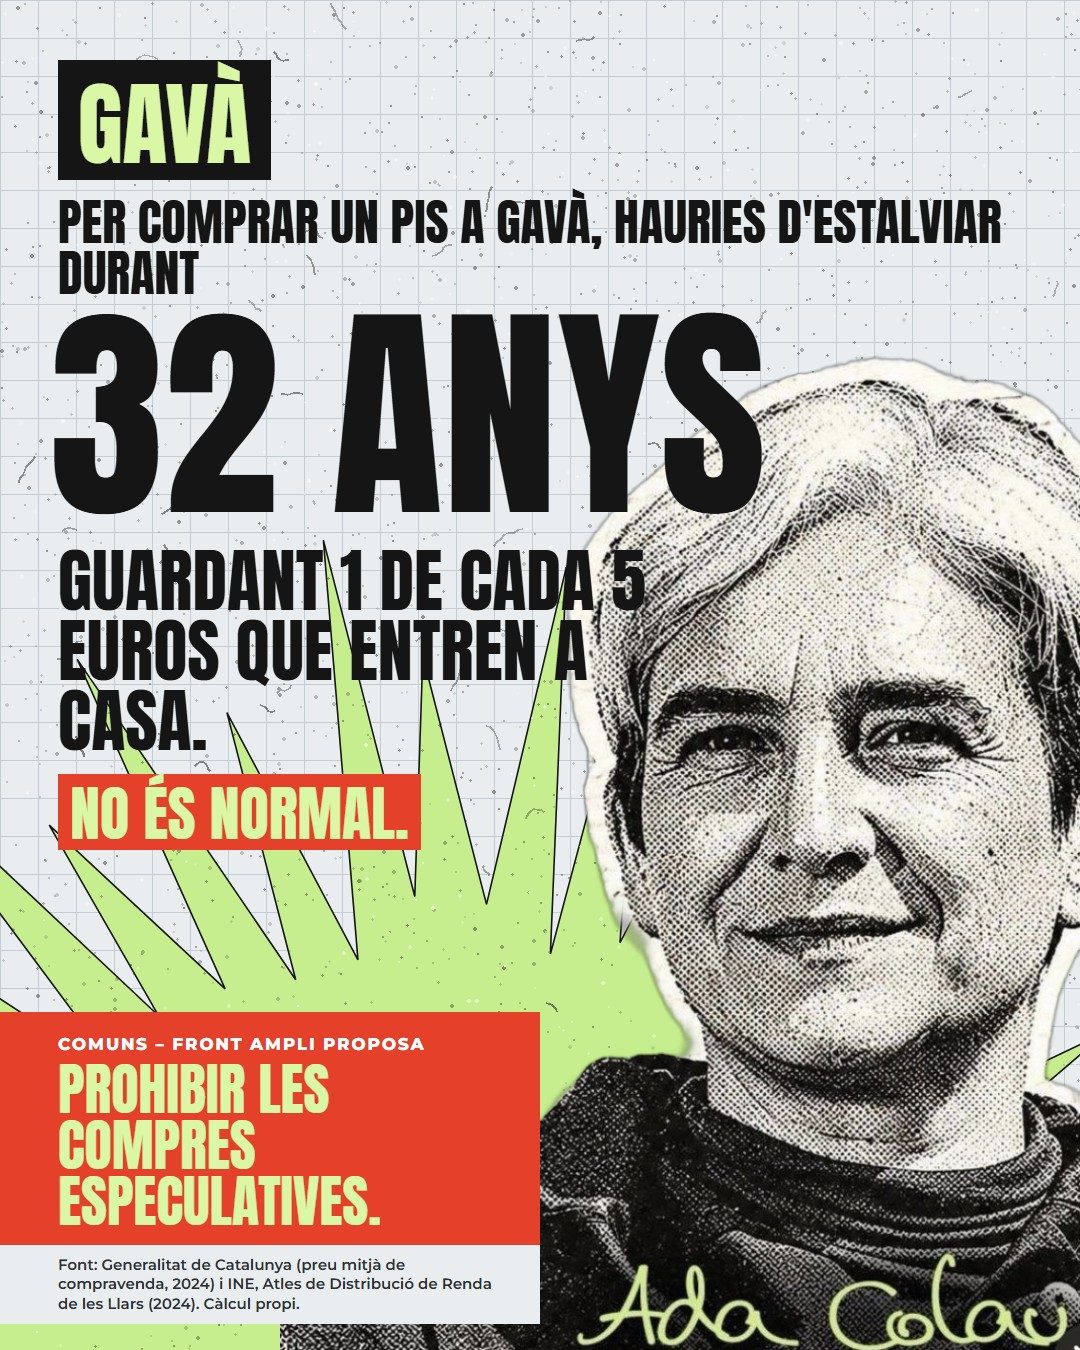 GAVÀ
PER COMPRAR UN PIS A GAVÀ, HAURIES D'ESTALVIAR
DURANT
32 ANYS
GUARDANT 1 DE CADA 5
EUROS QUE ENTREN A
CASA.
NO ÉS NORMAL.
COMUNS – FRONT AMPLI PROPOSA
PROHIBIR LES
COMPRES
ESPECULATIVES.
Font: Generalitat de Catalunya (preu mitjà de
compravenda, 2024) i INE, Atles de Distribució de Renda
de les Llars (2024). Càlcul propi.
Ada Colau